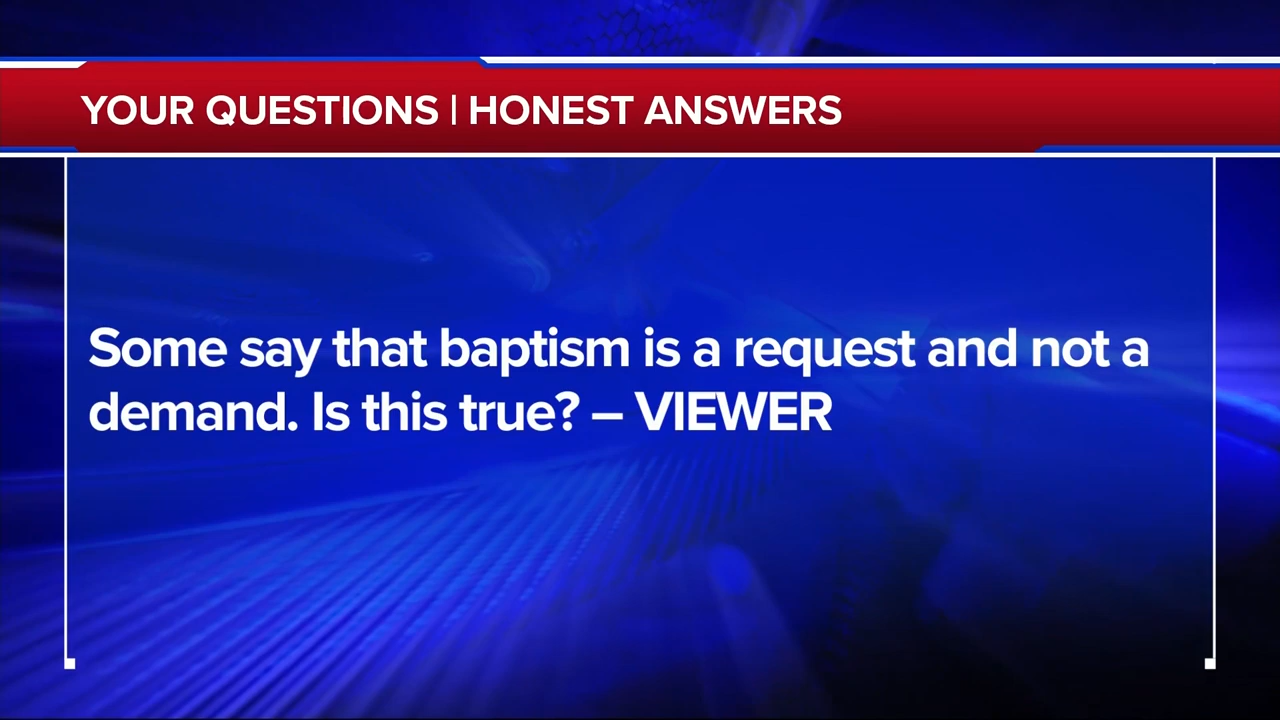 YOUR QUESTIONS | HONEST ANSWERS
Some say that baptism is a request and not a
demand. Is this true? – VIEWER